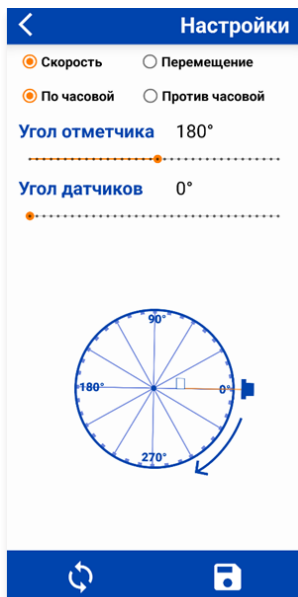 Настройки
Скорость Перемещение
По часовой Против часовой
Угол отметчика 180°
Угол датчиков 0°
90°
180° 0°
270°